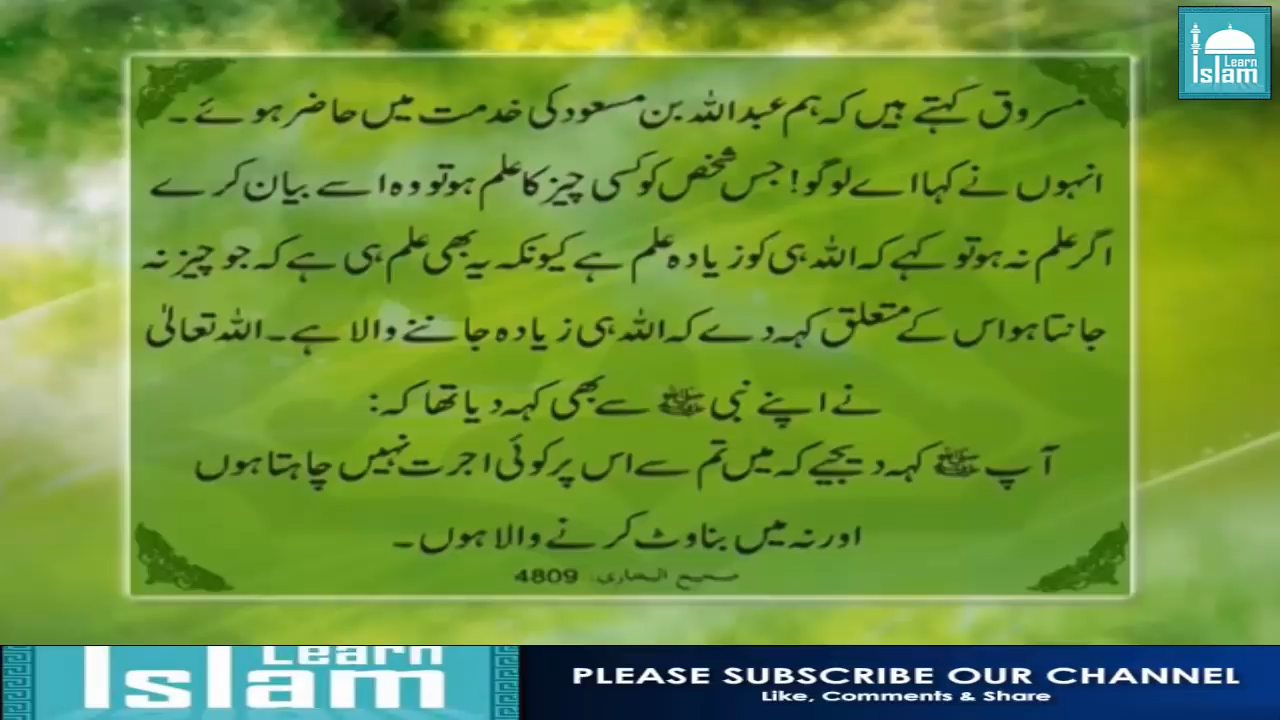 Learn
Islam
مسروق کہتے ہیں کہ ہم عبداللہ بن مسعود کی خدمت میں حاضر ہوئے۔
انہوں نے کہا اے لوگو! جس شخص کو کسی چیز کا علم ہو تو وہ اسے بیان کرے
اگر علم نہ ہو تو کہے کہ اللہ ہی کو زیادہ علم ہے کیونکہ یہ بھی علم ہی ہے کہ جو چیز نہ
جانتا ہو اس کے متعلق کہہ دے کہ اللہ ہی زیادہ جاننے والا ہے۔ اللہ تعالیٰ
نے اپنے نبی ﷺ سے بھی کہہ دیا تھا کہ:
آپ ﷺ کہہ دیجیے کہ میں تم سے اس پر کوئی اجرت نہیں چاہتا ہوں
اور نہ میں بناوٹ کرنے والا ہوں۔
صحیح البخاری: 4809
Learn
Islam
PLEASE SUBSCRIBE OUR CHANNEL
Like, Comments & Share